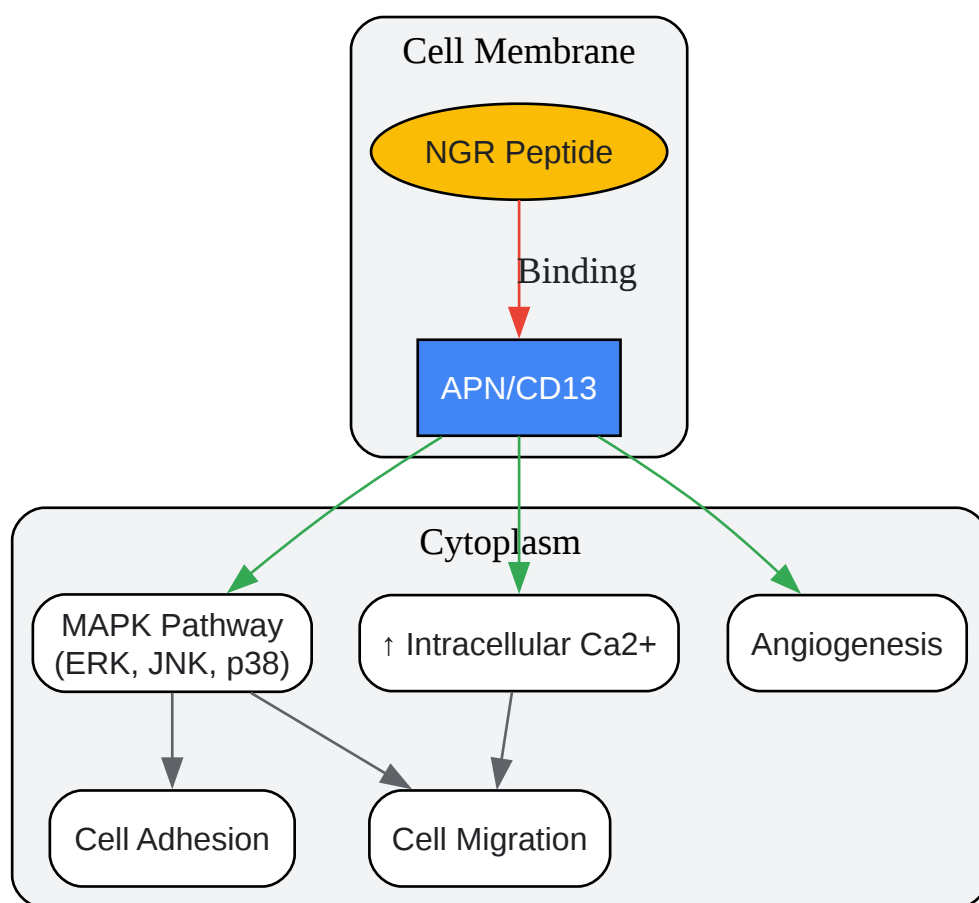 Cell Membrane
NGR Peptide
Binding
APN/CD13
Cytoplasm
MAPK Pathway
(ERK, JNK, p38)
↑ Intracellular Ca2+
Angiogenesis
Cell Adhesion
Cell Migration